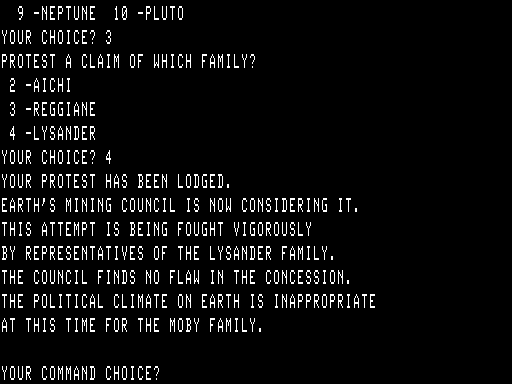 9 -NEPTUNE  10 -PLUTO
YOUR CHOICE? 3
PROTEST A CLAIM OF WHICH FAMILY?
2 -AICHI
3 -REGGIANE
4 -LYSANDER
YOUR CHOICE? 4
YOUR PROTEST HAS BEEN LODGED.
EARTH'S MINING COUNCIL IS NOW CONSIDERING IT.
THIS ATTEMPT IS BEING FOUGHT VIGOROUSLY
BY REPRESENTATIVES OF THE LYSANDER FAMILY.
THE COUNCIL FINDS NO FLAW IN THE CONCESSION.
THE POLITICAL CLIMATE ON EARTH IS INAPPROPRIATE
AT THIS TIME FOR THE MOBY FAMILY.
YOUR COMMAND CHOICE?